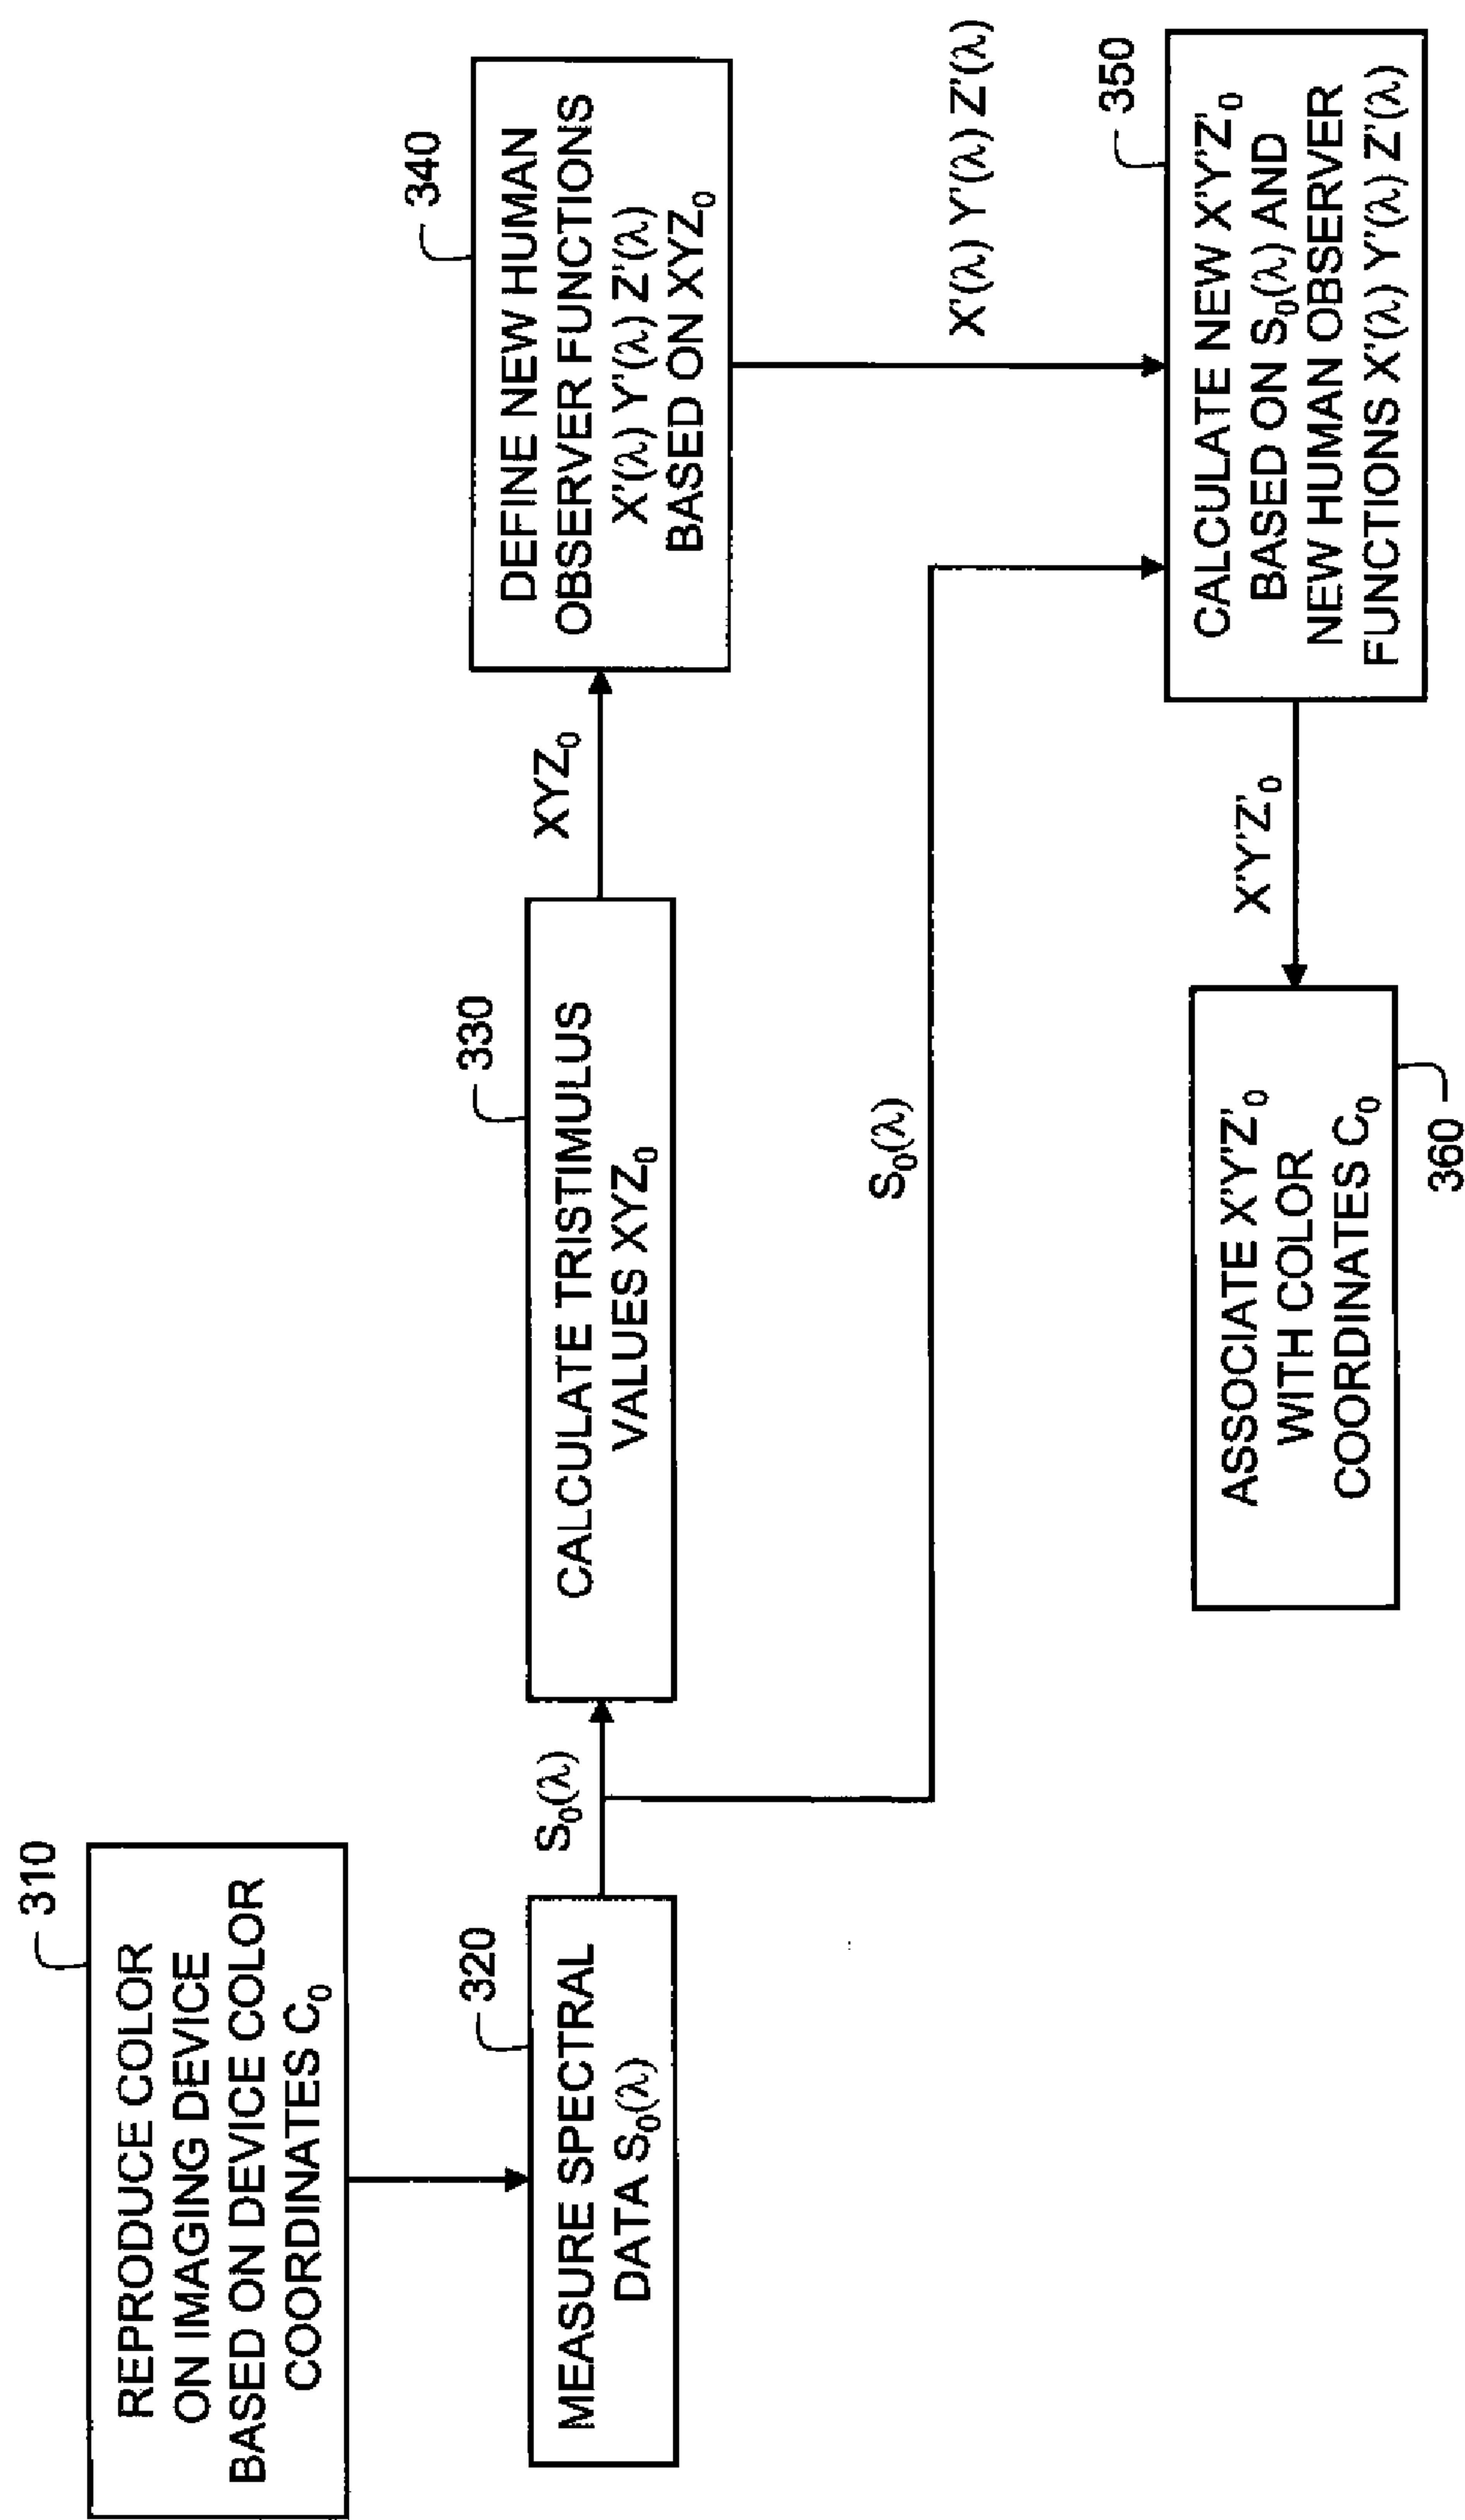 310
REPRODUCE COLOR
ON IMAGING DEVICE
BASED ON DEVICE COLOR
COORDINATES C₀
320
MEASURE SPECTRAL
DATA S₀(λ)
S₀(λ)
330
CALCULATE TRISTIMULUS
VALUES XYZ₀
XYZ₀
340
DEFINE NEW HUMAN
OBSERVER FUNCTIONS
X'(λ) Y'(λ) Z'(λ)
BASED ON XYZ₀
S₀(λ)
X'(λ) Y'(λ) Z'(λ)
350
CALCULATE NEW X'Y'Z'₀
BASED ON S₀(λ) AND
NEW HUMAN OBSERVER
FUNCTIONS X'(λ) Y'(λ) Z'(λ)
X'Y'Z'₀
ASSOCIATE X'Y'Z'₀
WITH COLOR
COORDINATES C₀
360